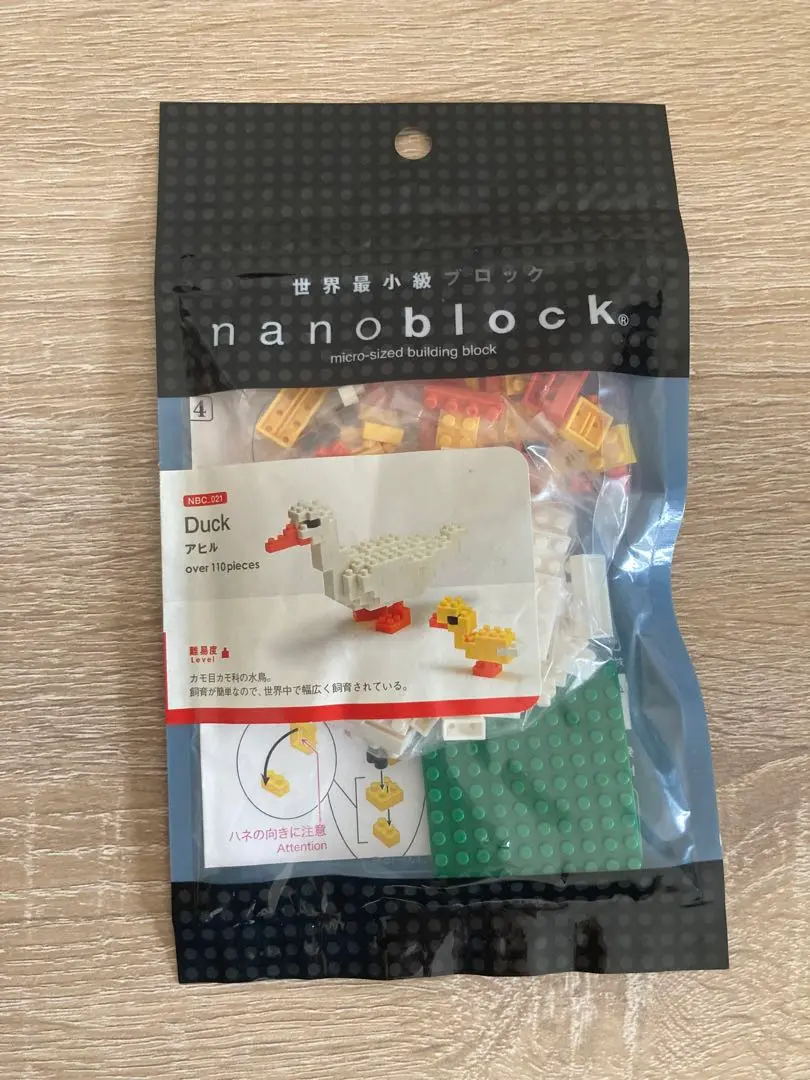 世界最小級ブロック
nanoblock®
micro-sized building block
4
NBC_021
Duck
アヒル
over 110pieces
難易度
Level
カモ目カモ科の水鳥。
飼育が簡単なので、世界中で幅広く飼育されている。
ハネの向きに注意
Attention